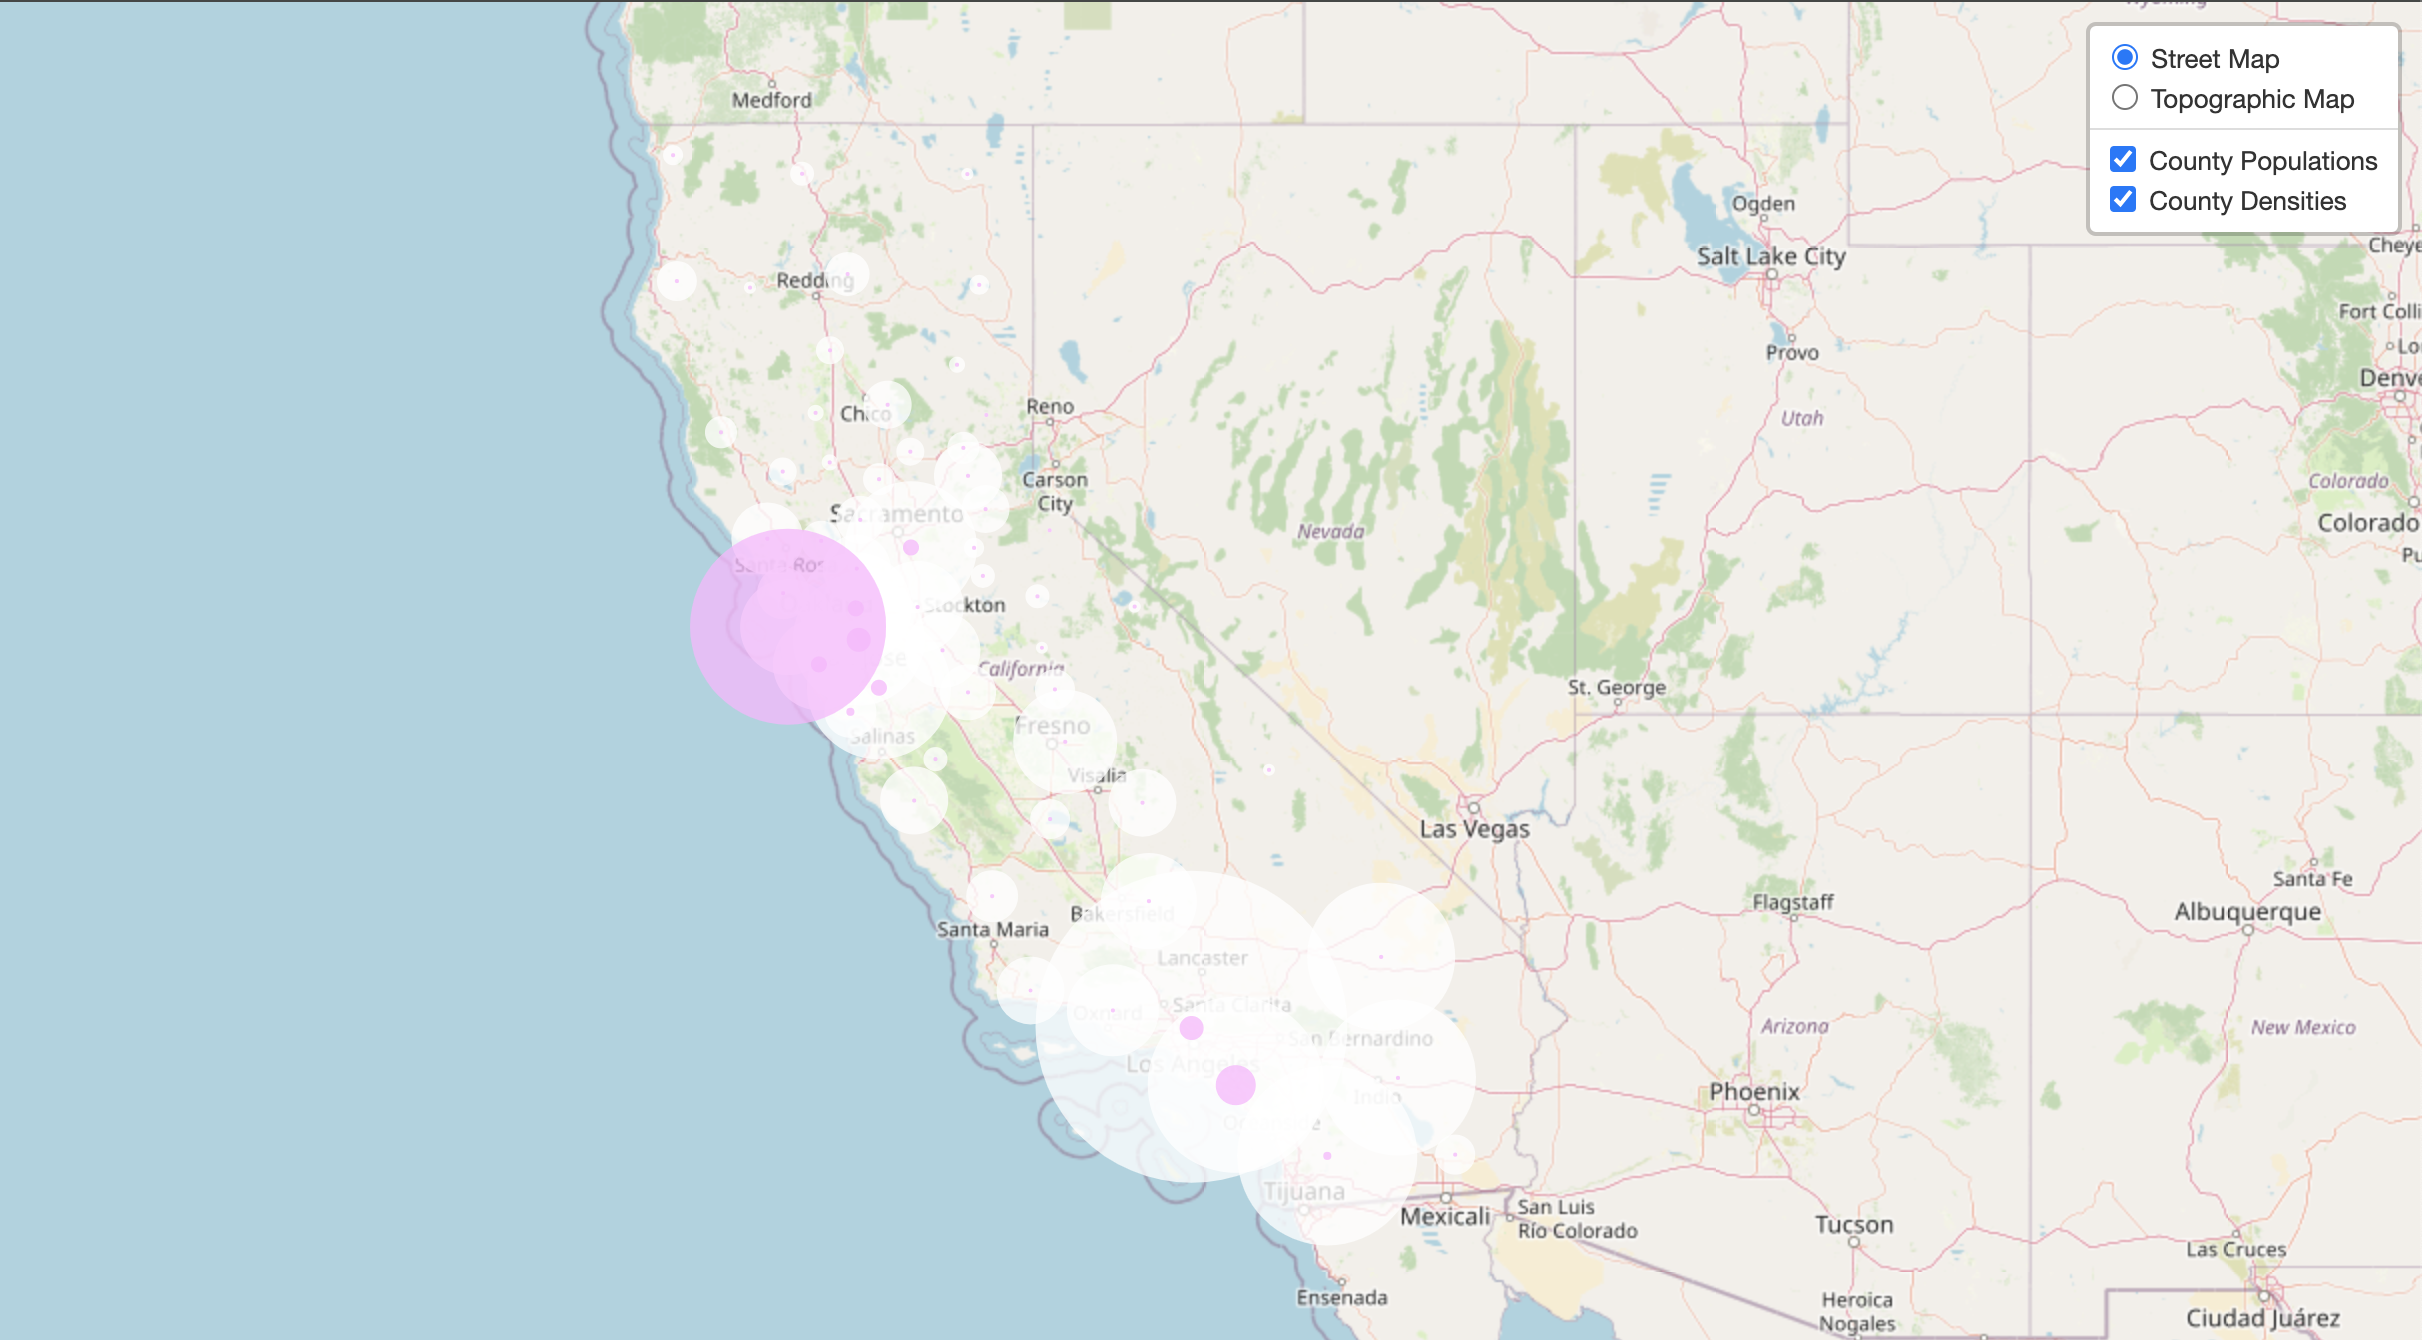 Wyoming
Street Map
Topographic Map
County Populations
County Densities
Medford
Ogden
Salt Lake City
Cheye
Redding
Fort Colli
Lo
Provo
Denve
Reno
Chico
Utah
Carson
City
Colorado
Sacramento
Colorado
Nevada
Pu
Santa Ros
Stockton
se
California
St. George
Fresno
Salinas
Visalia
Las Vegas
Santa Fe
Flagstaff
Albuquerque
Bakersfield
Santa Maria
Lancaster
Santa Clarita
Oxnard
Arizona
New Mexico
San Bernardino
Los Angeles
Phoenix
Indio
Tijuana
Mexicali
San Luis
Río Colorado
Tucson
Las Cruces
Ensenada
Heroica
Nogales
Ciudad Juárez